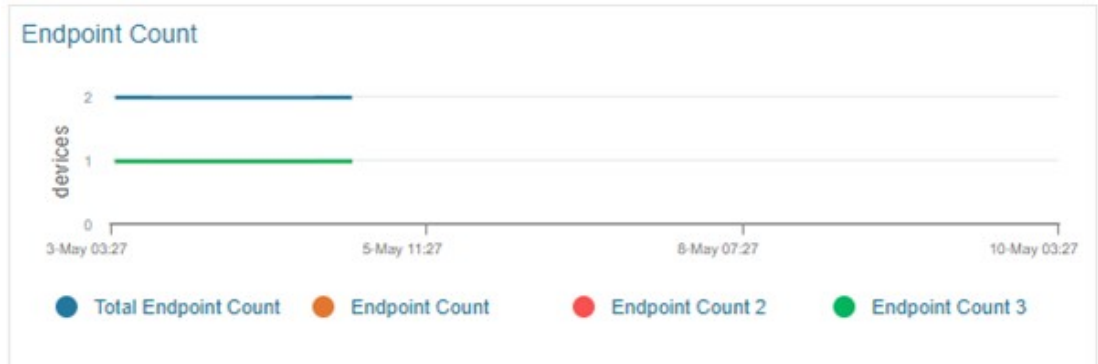 Endpoint Count
2
devices
1
0
3-May 03:27 5-May 11:27 8-May 07:27 10-May 03:27
Total Endpoint Count Endpoint Count Endpoint Count 2 Endpoint Count 3